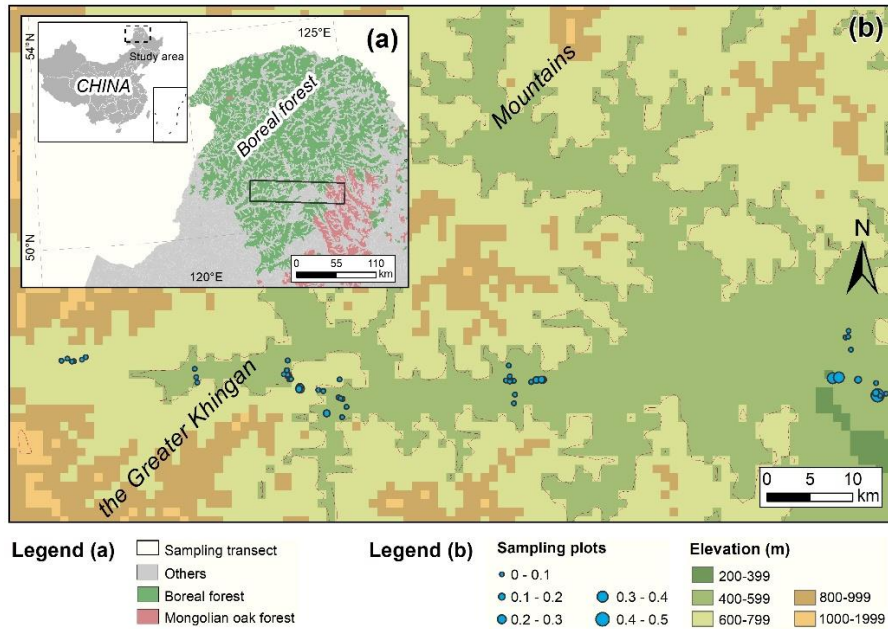 125°E
(a)
(b)
54°N
Study area
CHINA
Mountains
Boreal forest
50°N
N
120°E
0 55 110
km
the Greater Khingan
0 5 10
km
Legend (a)
Sampling transect
Others
Boreal forest
Mongolian oak forest
Legend (b)
Sampling plots
0 - 0.1
0.1 - 0.2
0.2 - 0.3
0.3 - 0.4
0.4 - 0.5
Elevation (m)
200-399
400-599
600-799
800-999
1000-1999